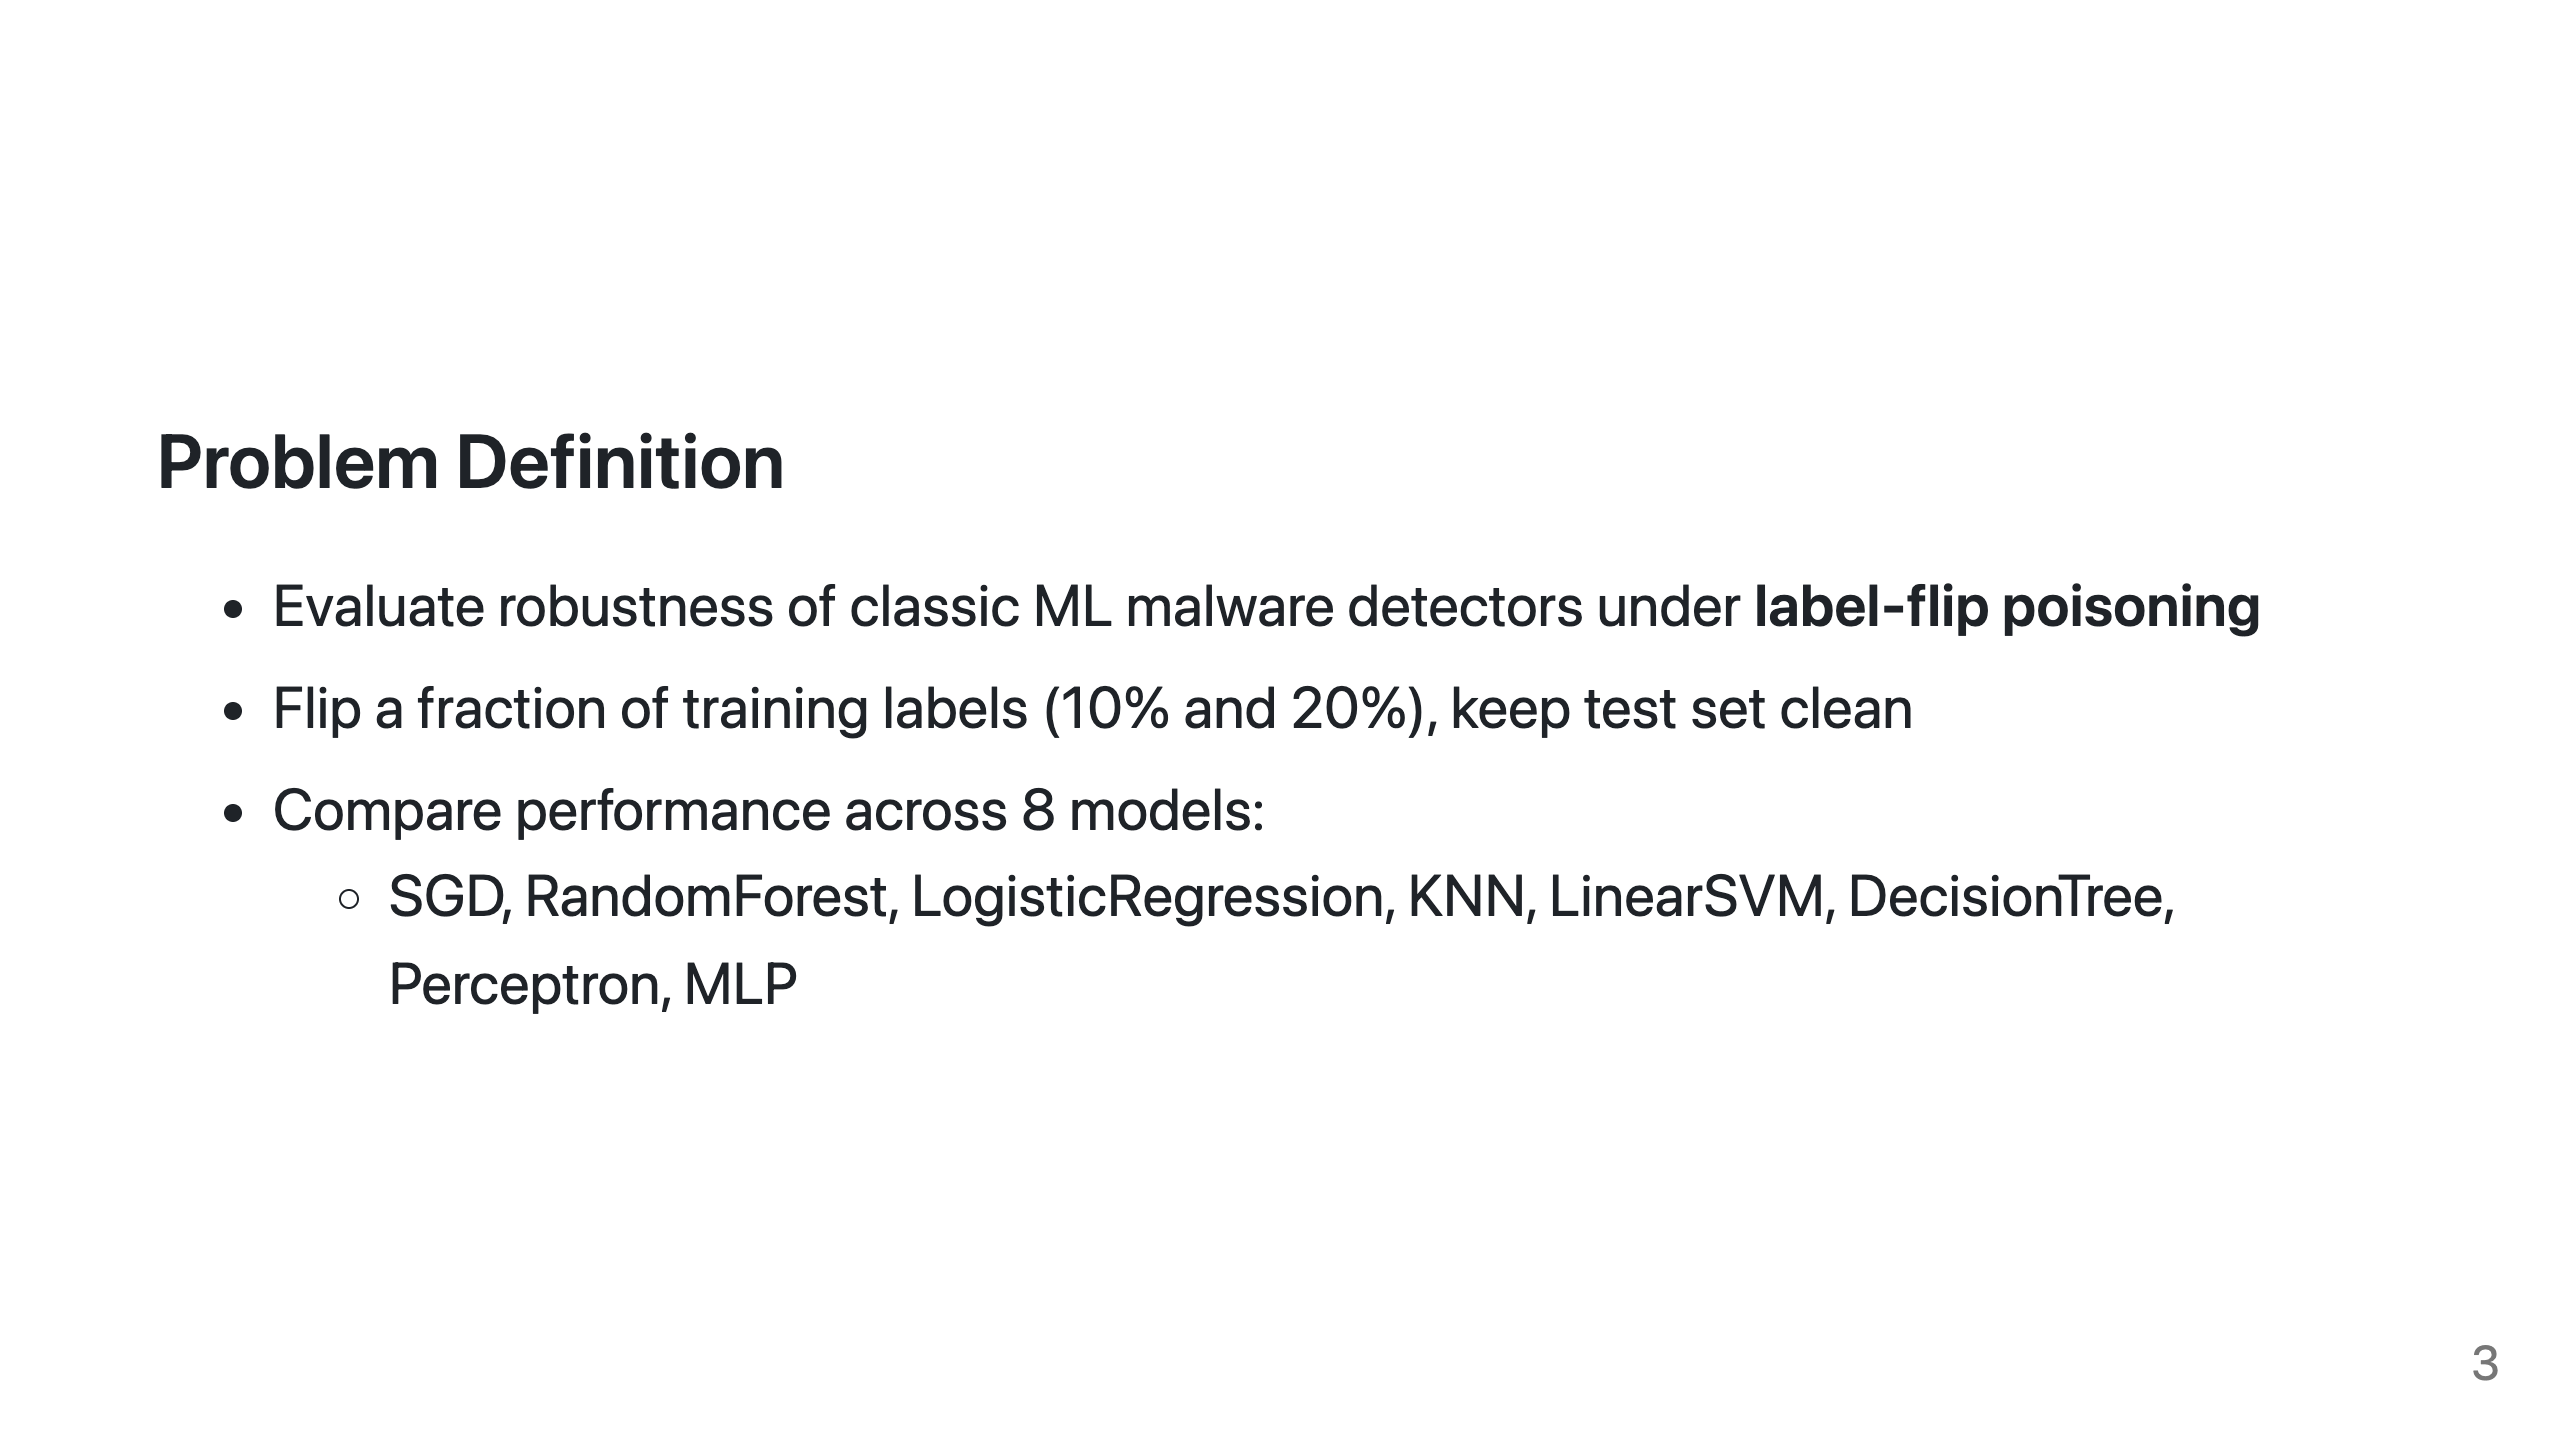 Problem Definition
Evaluate robustness of classic ML malware detectors under label-flip poisoning
Flip a fraction of training labels (10% and 20%), keep test set clean
Compare performance across 8 models:
SGD, RandomForest, LogisticRegression, KNN, LinearSVM, DecisionTree,
Perceptron, MLP
3